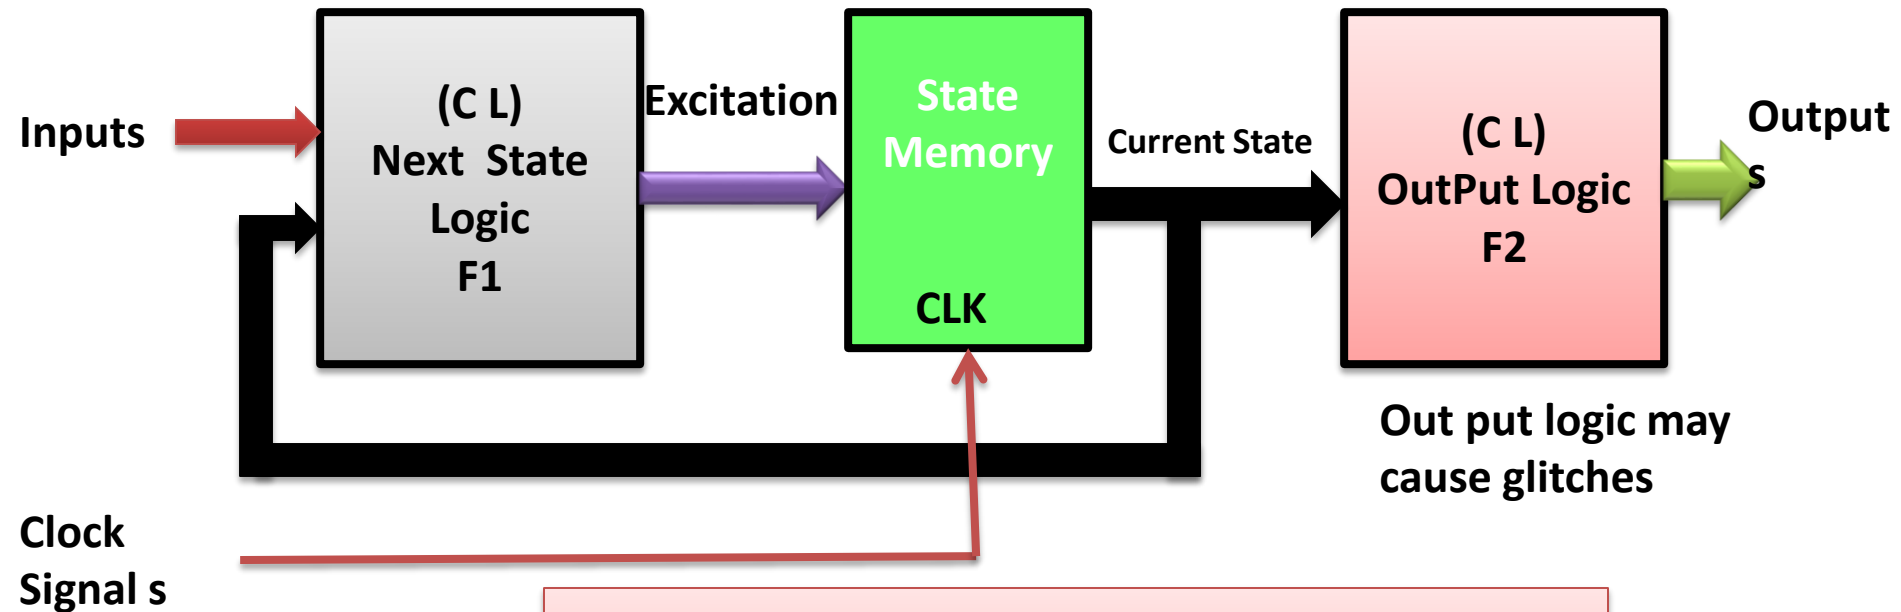 Inputs
(C L)
Next State
Logic
F1
Excitation
State
Memory
CLK
Current State
(C L)
OutPut Logic
F2
Output
s
Out put logic may
cause glitches
Clock
Signal s